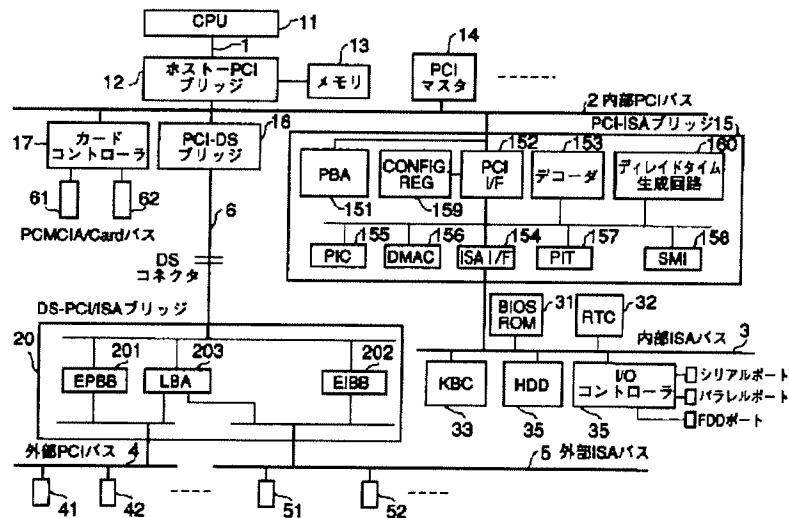 CPU
11
1
12
ホストーPCI
ブリッジ
13
メモリ
14
PCI
マスタ
2 内部PCIバス
17
カード
コントローラ
16
PCI-DS
ブリッジ
PCI-ISAブリッジ15
61
62
PCMCIA/Cardバス
6
DS
コネクタ
PBA
151
CONFIG
REG
159
152
PCI
I/F
153
デコーダ
160
ディレイドタイム
生成回路
155
PIC
156
DMAC
154
ISA I/F
157
PIT
158
SMI
BIOS
ROM
31
RTC
32
内部ISAバス
3
KBC
33
HDD
35
I/O
コントローラ
35
シリアルポート
パラレルポート
FDDポート
DS-PCI/ISAブリッジ
20
201
EPBB
203
LBA
202
EIBB
外部PCIバス
4
5 外部ISAバス
41
42
51
52